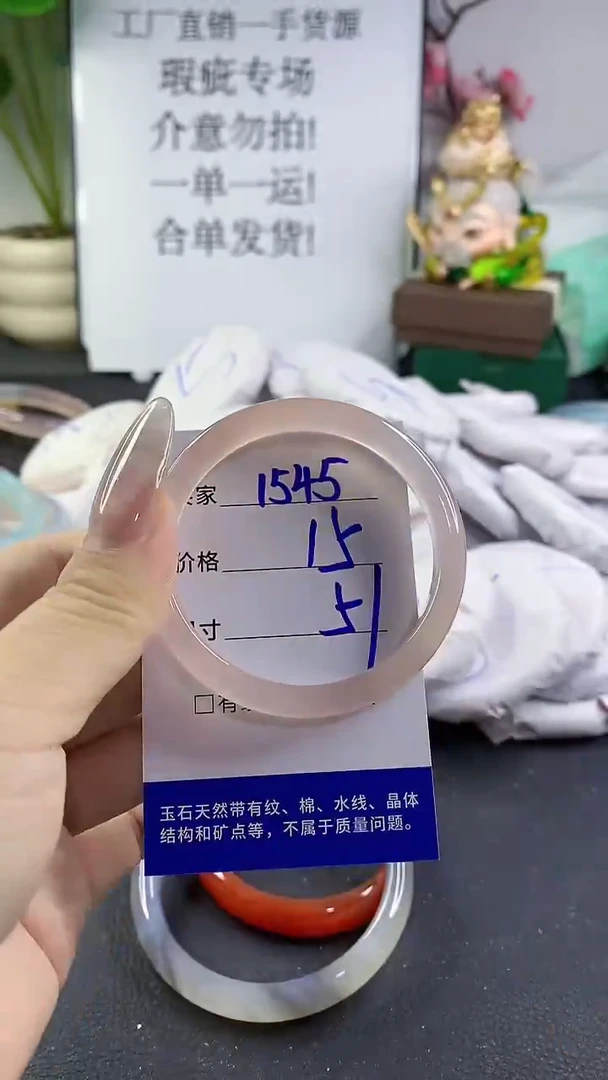 工厂直销一手货源
瑕疵专场
介意勿拍!
一单一运!
合单发货!
家 1545
价格 15
寸 51
□有
玉石天然带有纹、棉、水线、晶体
结构和矿点等，不属于质量问题。